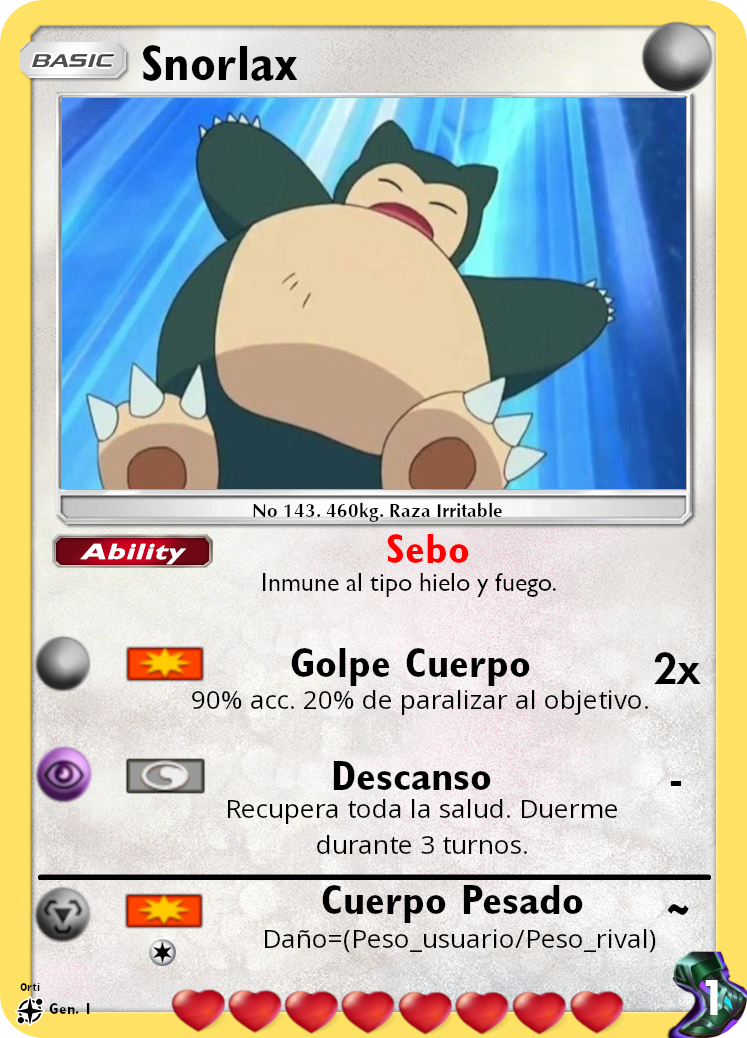 BASIC Snorlax
No 143. 460kg. Raza Irritable
Ability Sebo
Inmune al tipo hielo y fuego.
Golpe Cuerpo 2x
90% acc. 20% de paralizar al objetivo.
Descanso -
Recupera toda la salud. Duerme
durante 3 turnos.
Cuerpo Pesado ~
Daño=(Peso_usuario/Peso_rival)
Orti
Gen. I
1